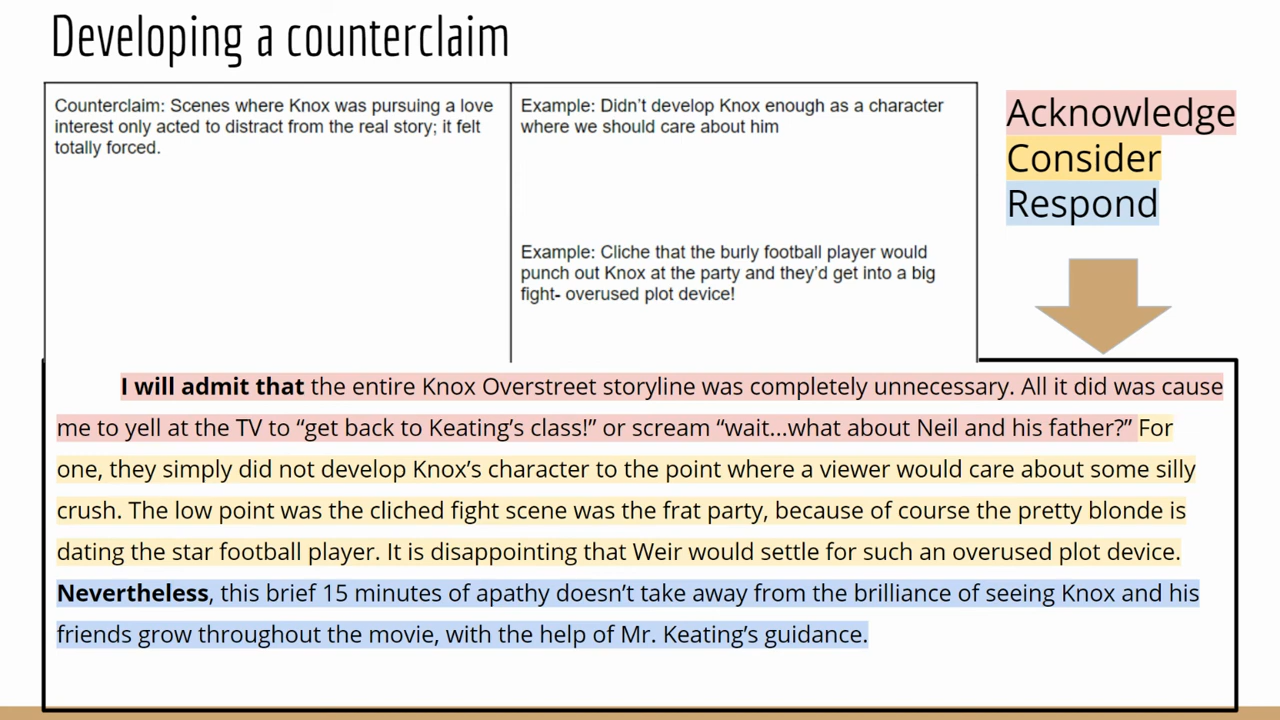 Developing a counterclaim
Counterclaim: Scenes where Knox was pursuing a love
interest only acted to distract from the real story; it felt
totally forced.
Example: Didn't develop Knox enough as a character
where we should care about him
Example: Cliche that the burly football player would
punch out Knox at the party and they'd get into a big
fight- overused plot device!
Acknowledge
Consider
Respond
I will admit that the entire Knox Overstreet storyline was completely unnecessary. All it did was cause
me to yell at the TV to “get back to Keating’s class!” or scream “wait…what about Neil and his father?” For
one, they simply did not develop Knox’s character to the point where a viewer would care about some silly
crush. The low point was the cliched fight scene was the frat party, because of course the pretty blonde is
dating the star football player. It is disappointing that Weir would settle for such an overused plot device.
Nevertheless, this brief 15 minutes of apathy doesn’t take away from the brilliance of seeing Knox and his
friends grow throughout the movie, with the help of Mr. Keating’s guidance.